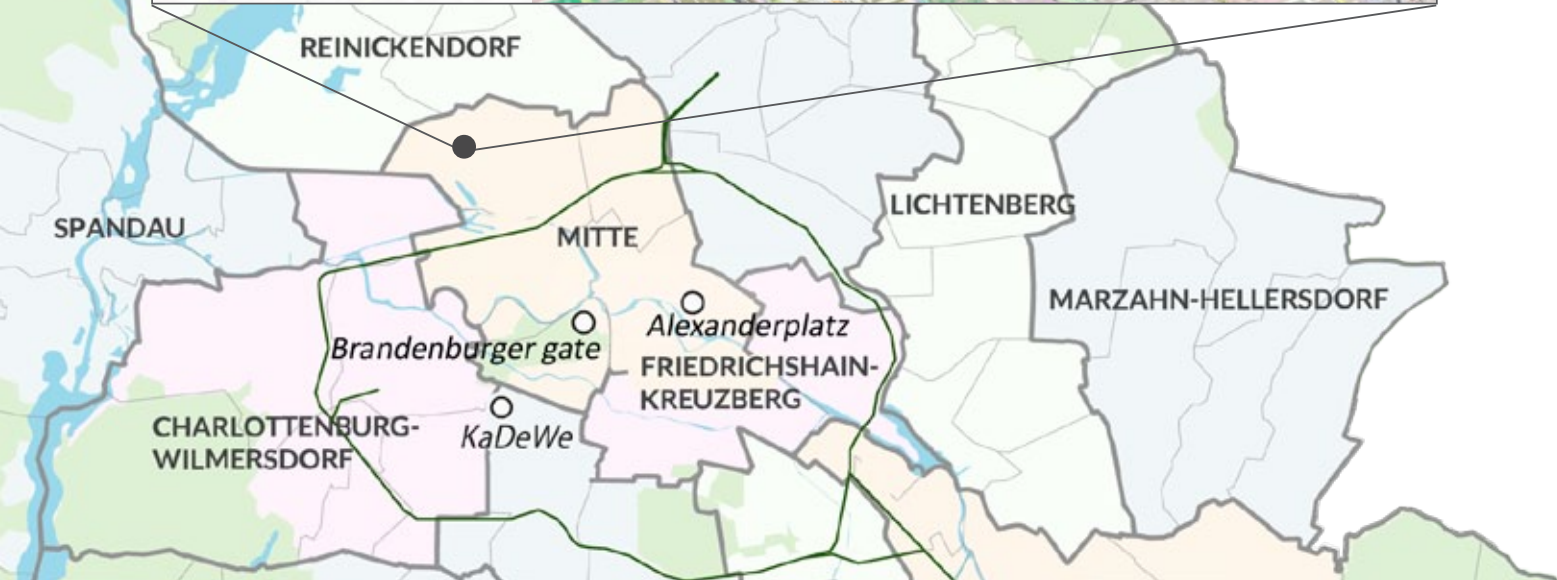 REINICKENDORF
LICHTENBERG
SPANDAU
MITTE
MARZAHN-HELLERSDORF
Alexanderplatz
Brandenburger gate
FRIEDRICHSHAIN-
KREUZBERG
KaDeWe
CHARLOTTENBURG-
WILMERSDORF